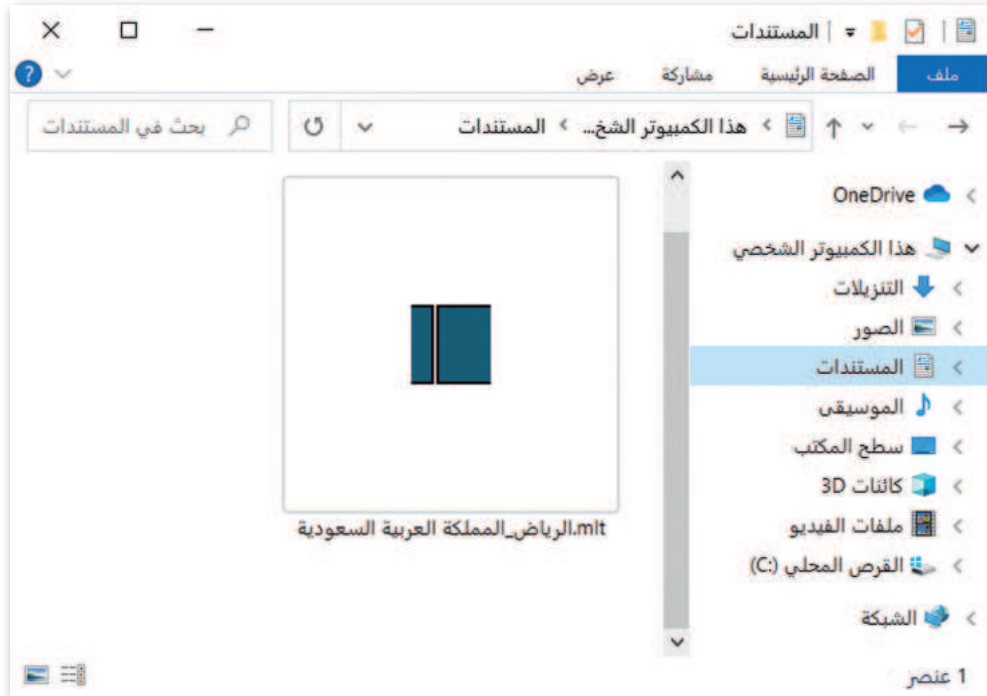 المستندات
ملف الصفحة الرئيسية مشاركة عرض
هذا الكمبيوتر الشخ... المستندات بحث في المستندات
OneDrive
هذا الكمبيوتر الشخصي
التنزيلات
الصور
المستندات
الموسيقى
سطح المكتب
كائنات 3D
ملفات الفيديو
القرص المحلي (C:)
الشبكة
الرياض_المملكة العربية السعودية.mlt
1 عنصر